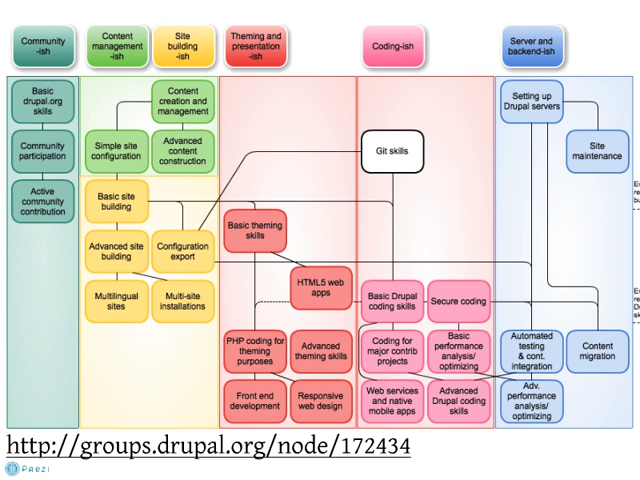 Community
-ish
Content
management
-ish
Site
building
-ish
Theming and
presentation
-ish
Coding-ish
Server and
backend-ish
Basic
drupal.org
skills
Content
creation and
management
Setting up
Drupal servers
Community
participation
Simple site
configuration
Advanced
content
construction
Git skills
Site
maintenance
Active
community
contribution
Basic site
building
Basic theming
skills
Advanced site
building
Configuration
export
HTML5 web
apps
Multilingual
sites
Multi-site
installations
Basic Drupal
coding skills
Secure coding
PHP coding for
theming
purposes
Advanced
theming skills
Coding for
major contrib
projects
Basic
performance
analysis/
optimizing
Automated
testing
& cont.
integration
Content
migration
Front end
development
Responsive
web design
Web services
and native
mobile apps
Advanced
Drupal coding
skills
Adv.
performance
analysis/
optimizing
http://groups.drupal.org/node/172434
Prezi